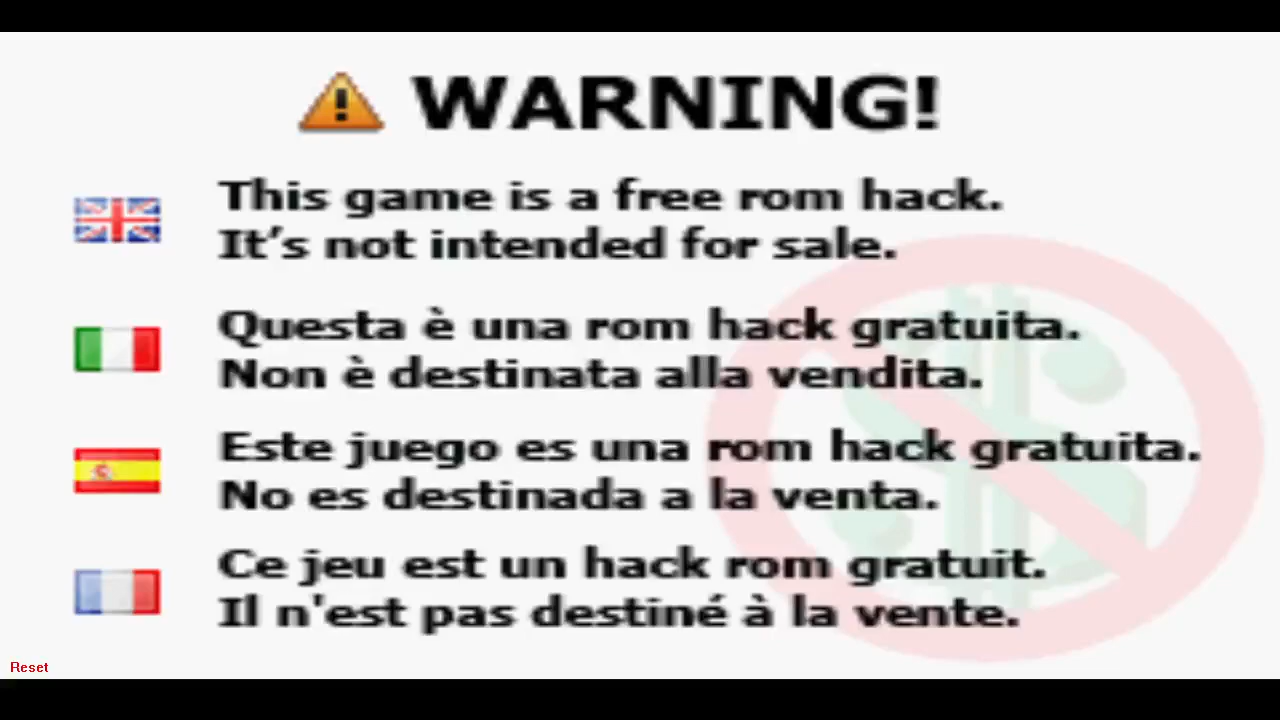 WARNING!
This game is a free rom hack.
It’s not intended for sale.
Questa è una rom hack gratuita.
Non è destinata alla vendita.
Este juego es una rom hack gratuita.
No es destinada a la venta.
Ce jeu est un hack rom gratuit.
Il n'est pas destiné à la vente.
Reset